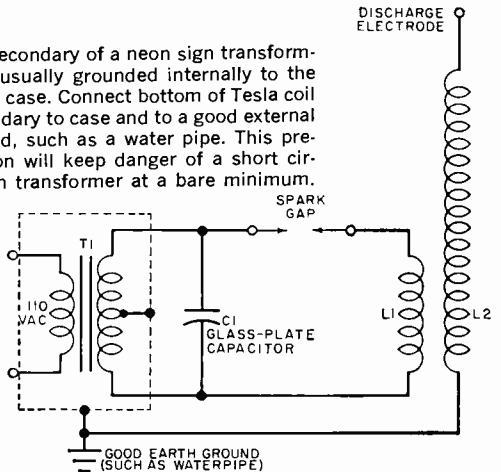 DISCHARGE
ELECTRODE
econdary of a neon sign transform-
usually grounded internally to the
case. Connect bottom of Tesla coil
dary to case and to a good external
d, such as a water pipe. This pre-
on will keep danger of a short cir-
n transformer at a bare minimum.
SPARK
GAP
T1
110
VAC
C1
GLASS-PLATE
CAPACITOR
L1
L2
GOOD EARTH GROUND
(SUCH AS WATERPIPE)